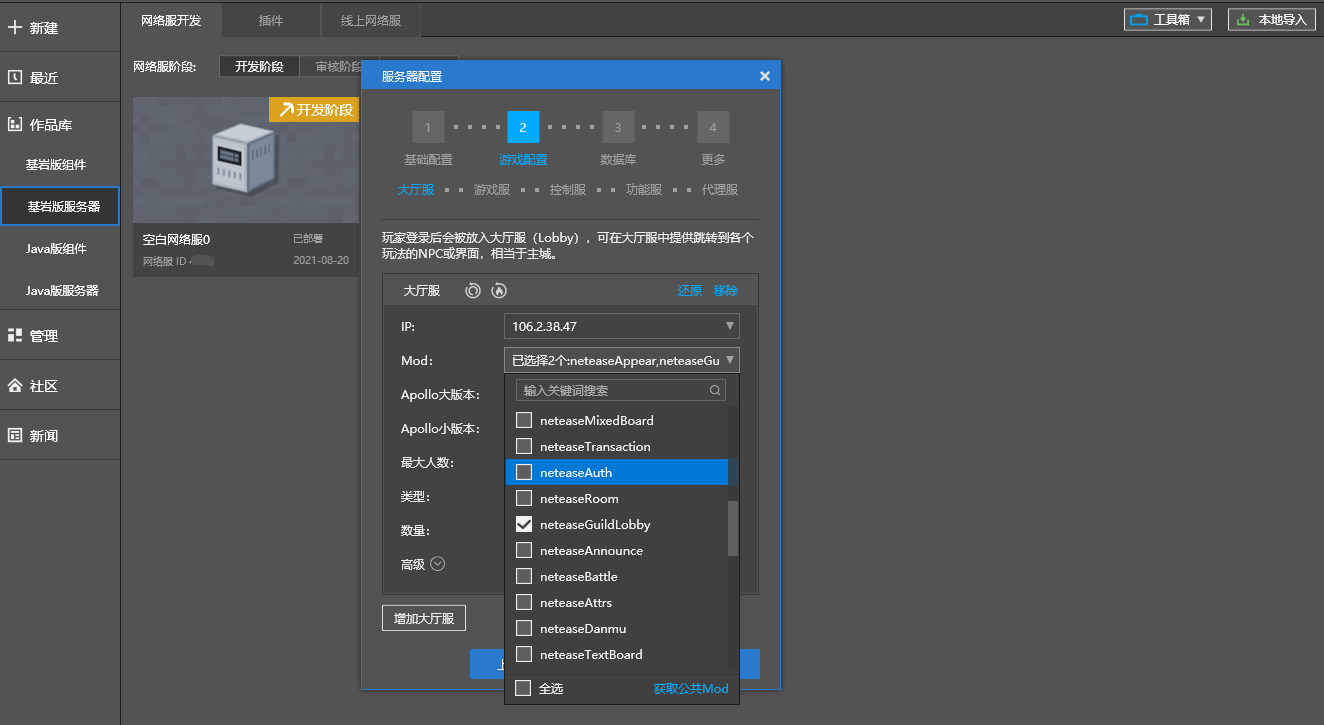 新建
最近
作品库
基岩版组件
基岩版服务器
Java版组件
Java版服务器
管理
社区
新闻
网络服开发
插件
线上网络服
工具箱
本地导入
网络服阶段:
开发阶段
审核阶段
开发阶段
空白网络服0
已部署
网络服 ID
2021-08-20
服务器配置
1
2
3
4
基础配置
游戏配置
数据库
更多
大厅服
游戏服
控制服
功能服
代理服
玩家登录后会被放入大厅服（Lobby），可在大厅服中提供跳转到各个
玩法的NPC或界面，相当于主城。
大厅服
还原
移除
IP:
106.2.38.47
Mod:
已选择2个:neteaseAppear,neteaseGu
Apollo大版本:
Apollo小版本:
最大人数:
类型:
数量:
高级
输入关键词搜索
neteaseMixedBoard
neteaseTransaction
neteaseAuth
neteaseRoom
neteaseGuildLobby
neteaseAnnounce
neteaseBattle
neteaseAttrs
neteaseDanmu
neteaseTextBoard
全选
获取公共Mod
增加大厅服